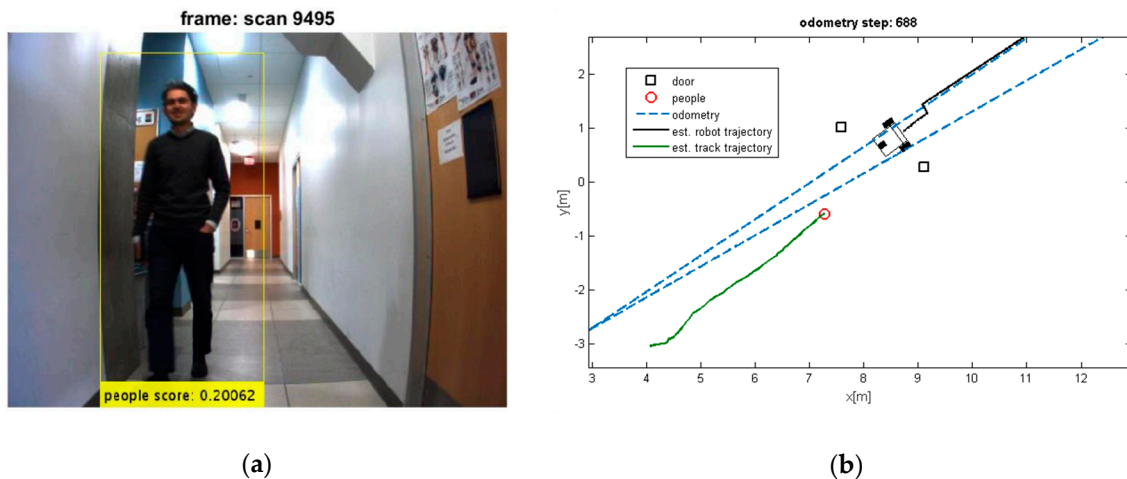 frame: scan 9495
people score: 0.20062
(a)
odometry step: 688
door
people
odometry
est. robot trajectory
est. track trajectory
2
1
0
-1
-2
-3
y[m]
3 4 5 6 7 8 9 10 11 12
x[m]
(b)